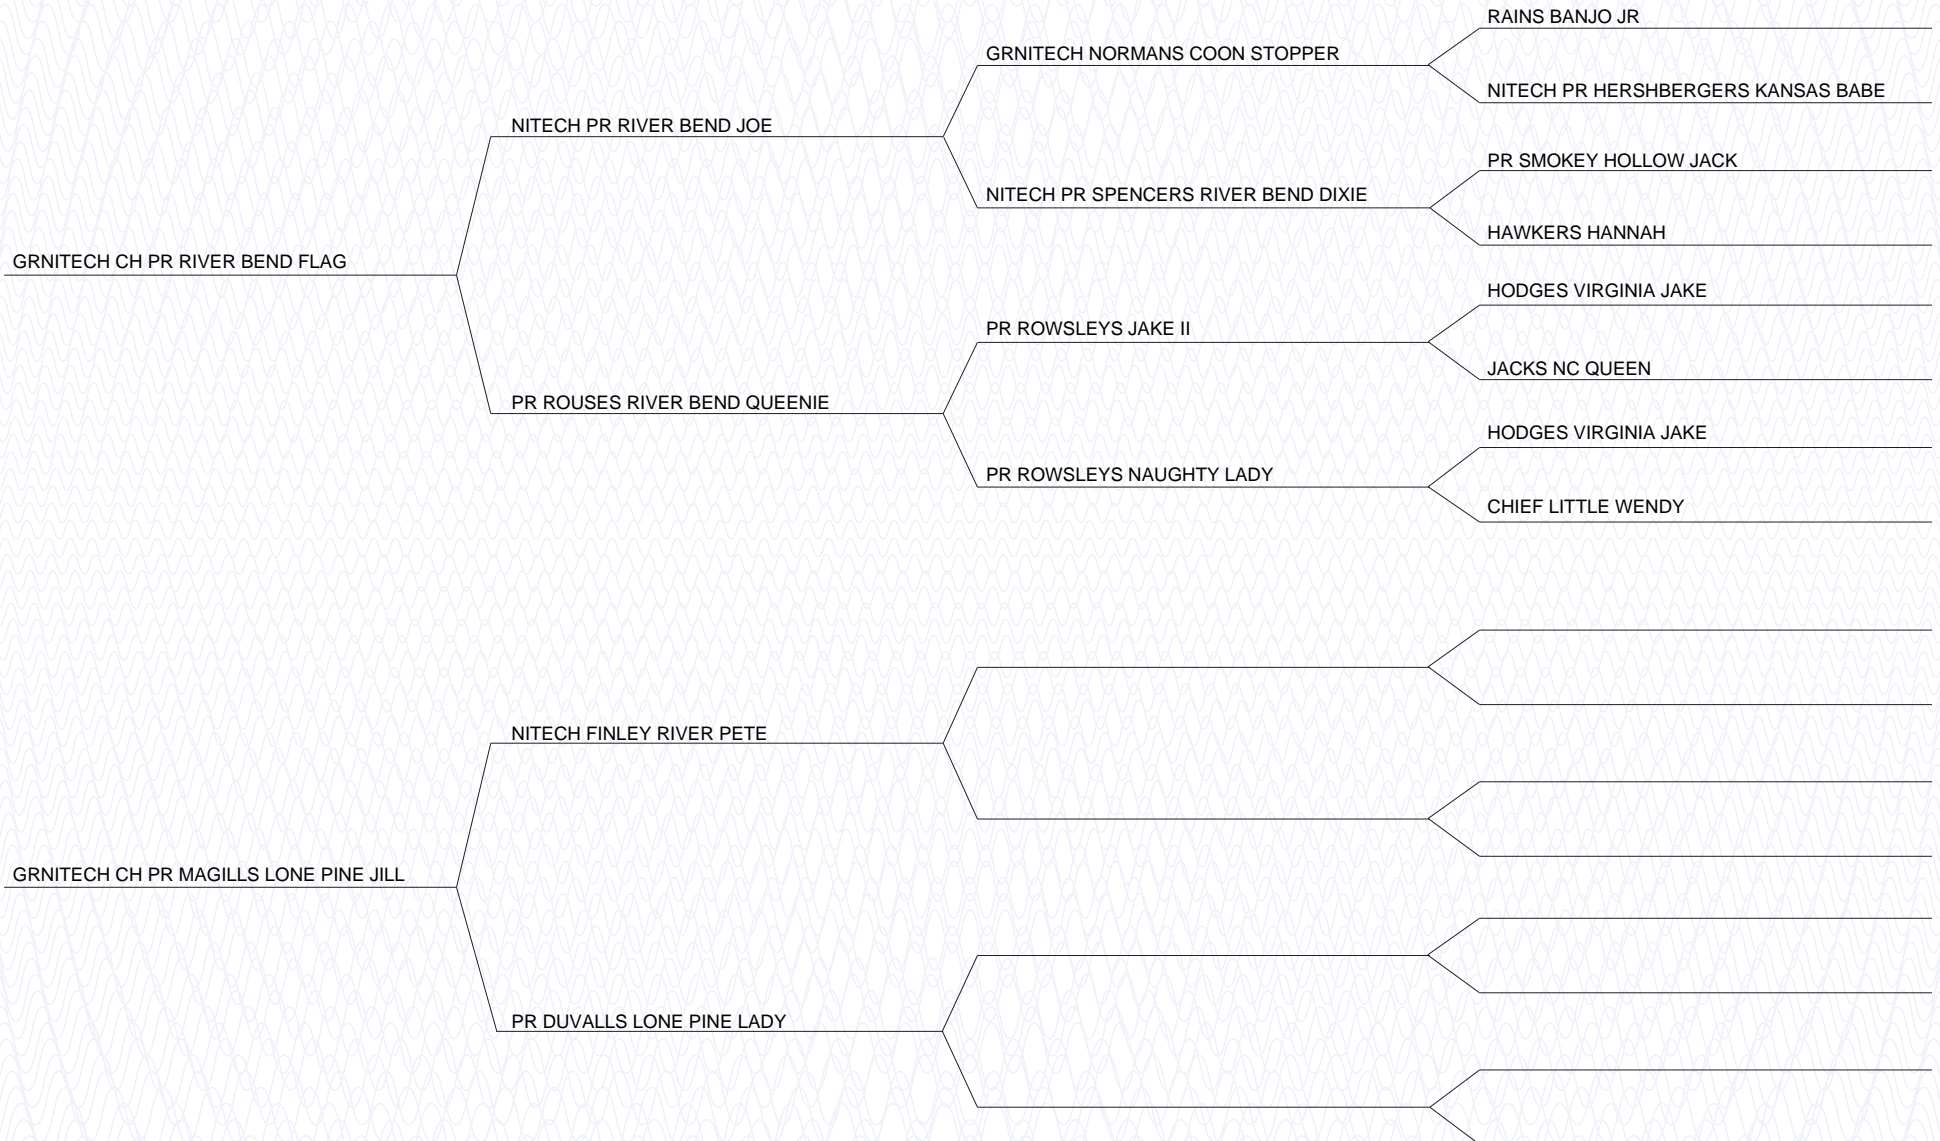 RAINS BANJO JR
GRNITECH NORMANS COON STOPPER
NITECH PR HERSHBERGERS KANSAS BABE
NITECH PR RIVER BEND JOE
PR SMOKEY HOLLOW JACK
NITECH PR SPENCERS RIVER BEND DIXIE
HAWKERS HANNAH
GRNITECH CH PR RIVER BEND FLAG
HODGES VIRGINIA JAKE
PR ROWSLEYS JAKE II
JACKS NC QUEEN
PR ROUSES RIVER BEND QUEENIE
HODGES VIRGINIA JAKE
PR ROWSLEYS NAUGHTY LADY
CHIEF LITTLE WENDY
NITECH FINLEY RIVER PETE
GRNITECH CH PR MAGILLS LONE PINE JILL
PR DUVALLS LONE PINE LADY